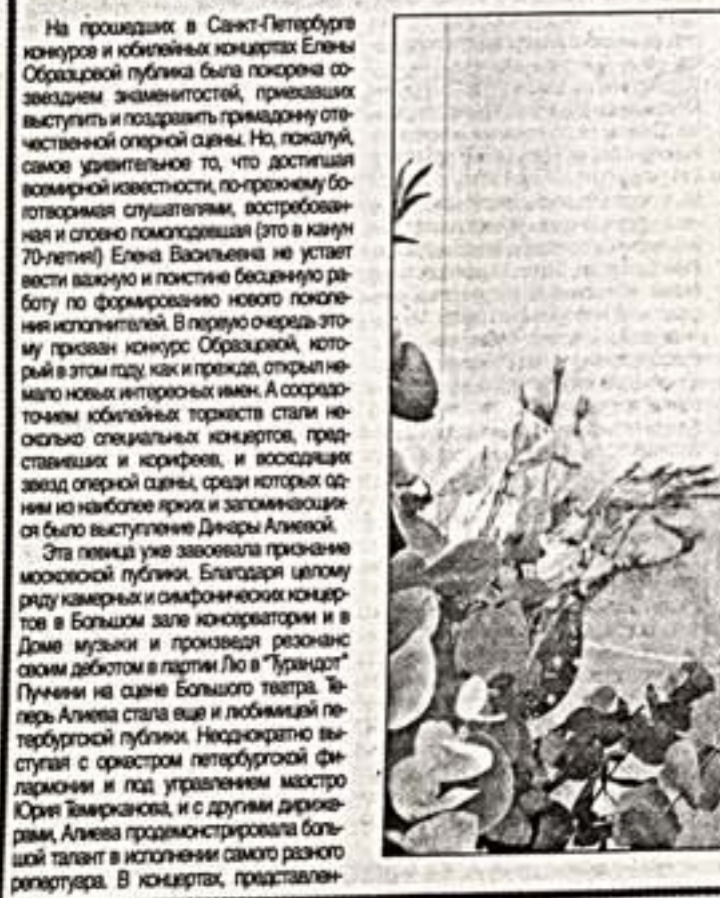 На прошедших в Санкт-Петербурге
конкурсе и юбилейных концертах Елены
Образцовой публика была покорена со-
звездием знаменитостей, приехавших
выступить и поздравить примадонну оте-
чественной оперной сцены. Но, пожалуй,
самое удивительное то, что достигшая
всемирной известности, по-прежнему бо-
готворимая слушателями, востребован-
ная и словно помолодевшая (это в канун
70-летия!) Елена Васильевна не устает
вести важную и поистине бесценную ра-
боту по формированию нового поколе-
ния исполнителей. В первую очередь это-
му призван конкурс Образцовой, кото-
рый в этом году, как и прежде, открыл не-
мало новых интересных имен. А сосредо-
точием юбилейных торжеств стали не-
сколько специальных концертов, пред-
ставивших и корифеев, и восходящих
звезд оперной сцены, среди которых од-
ним из наиболее ярких и запоминающих-
ся было выступление Динары Алиевой.
Эта певица уже завоевала признание
московской публики. Благодаря целому
ряду камерных и симфонических концер-
тов в Большом зале консерватории и в
Доме музыки и произведя резонанс
своим дебютом в партии Лю в "Турандот"
Пуччини на сцене Большого театра. Те-
перь Алиева стала еще и любимицей пе-
тербургской публики. Неоднократно вы-
ступая с оркестром петербургской фи-
лармонии и под управлением маэстро
Юрия Темирканова, и с другими дириже-
рами, Алиева продемонстрировала боль-
шой талант в исполнении самого разного
репертуара. В концертах, представлен-